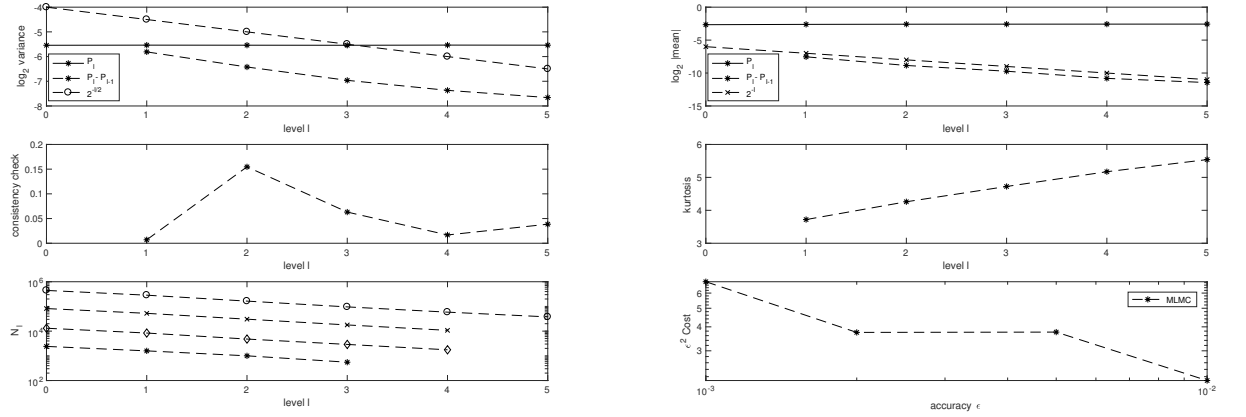 -4
-5
-6
-7
-8
log₂ variance
P_l
P_l - P_{l-1}
2^{-l/2}
0 1 2 3 4 5
level l
0
-5
-10
-15
log₂ |mean|
P_l
P_l - P_{l-1}
2^{-l}
0 1 2 3 4 5
level l
0.2
0.15
0.1
0.05
0
consistency check
0 1 2 3 4 5
level l
6
5
4
3
kurtosis
0 1 2 3 4 5
level l
10^6
10^4
10^2
N_l
0 1 2 3 4 5
level l
6
4
3
ε² Cost
MLMC
10^{-3} 10^{-2}
accuracy ε